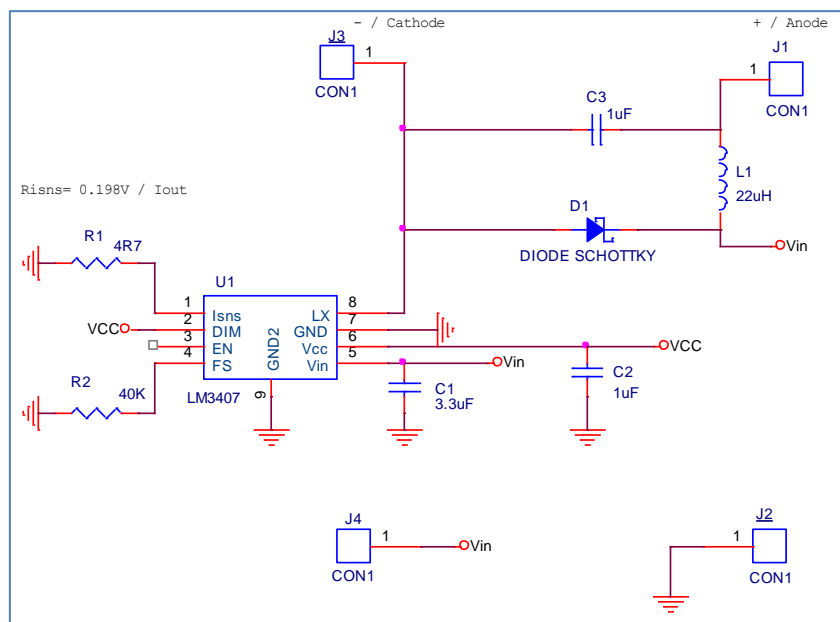 - / Cathode
+ / Anode
J3
1
CON1
J1
1
CON1
C3
1uF
L1
22uH
Risns= 0.198V / Iout
D1
DIODE SCHOTTKY
Vin
R1
4R7
U1
1
2
3
4
Isns
DIM
EN
FS
GND2
LX
GND
Vcc
Vin
8
7
6
5
VCC
VCC
Vin
R2
40K
LM3407
9
C1
3.3uF
C2
1uF
J4
1
CON1
Vin
J2
1
CON1